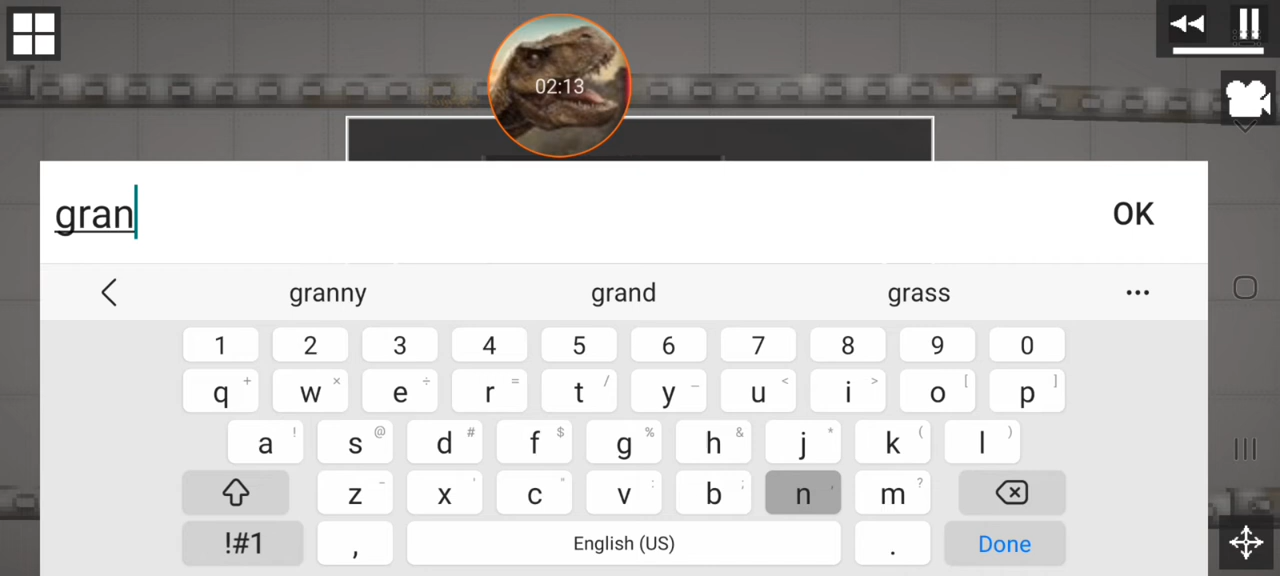 02:13
gran
OK
granny grand grass ...
1 2 3 4 5 6 7 8 9 0
q + w × e ÷ r = t / y _ u < i > o [ p ]
a ! s @ d # f $ g % h & j * k ( l )
z - x ' c " v : b ; n , m ?
!#1 , English (US) . Done